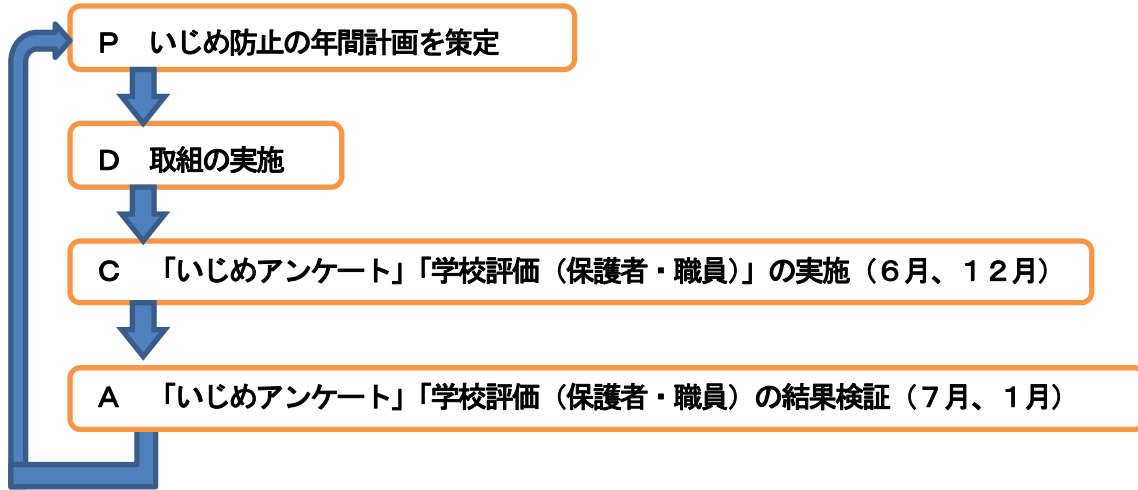 P　いじめ防止の年間計画を策定
D　取組の実施
C　「いじめアンケート」「学校評価（保護者・職員）」の実施（６月、１２月）
A　「いじめアンケート」「学校評価（保護者・職員）の結果検証（７月、１月）